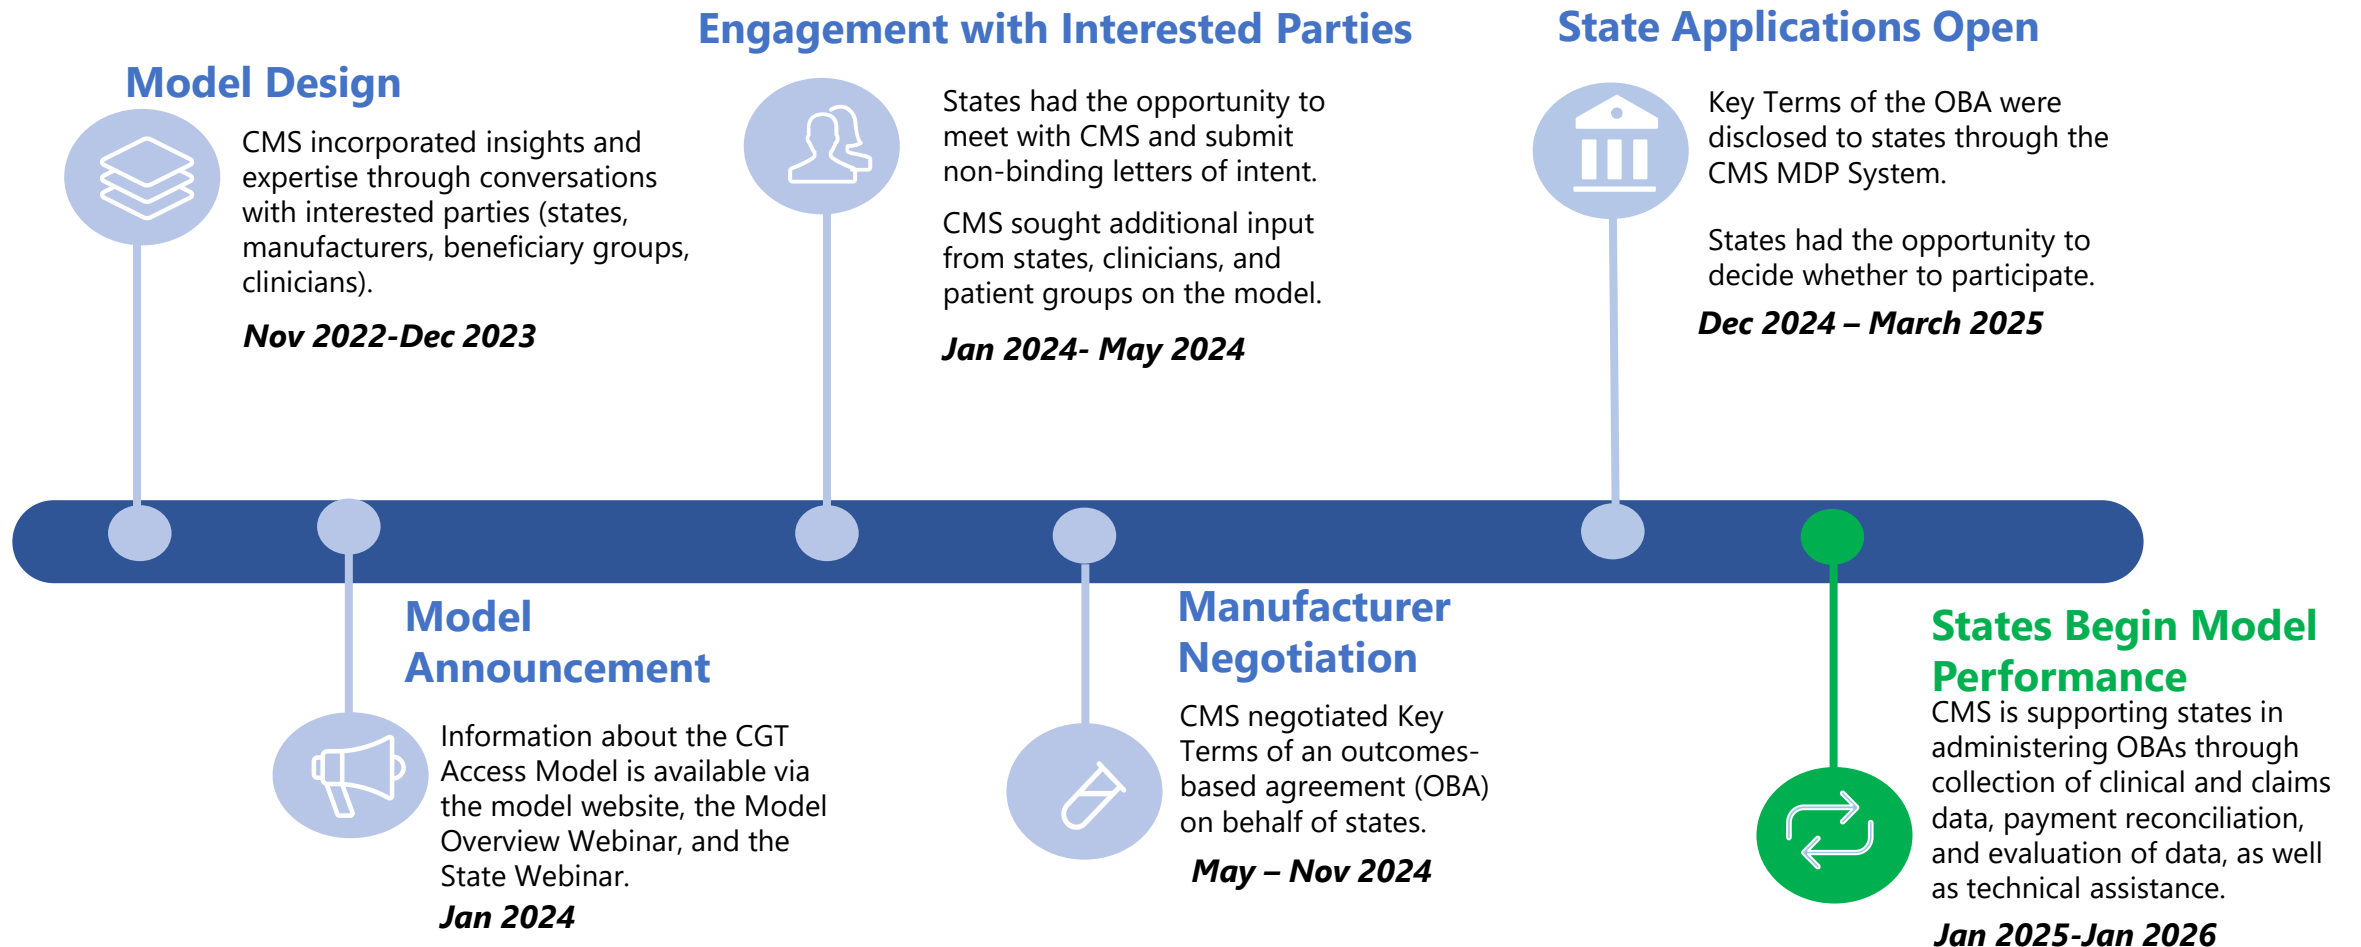 Model Design
CMS incorporated insights and
expertise through conversations
with interested parties (states,
manufacturers, beneficiary groups,
clinicians).
Nov 2022-Dec 2023
Model
Announcement
Information about the CGT
Access Model is available via
the model website, the Model
Overview Webinar, and the
State Webinar.
Jan 2024
Engagement with Interested Parties
States had the opportunity to
meet with CMS and submit
non-binding letters of intent.
CMS sought additional input
from states, clinicians, and
patient groups on the model.
Jan 2024- May 2024
Manufacturer
Negotiation
CMS negotiated Key
Terms of an outcomes-
based agreement (OBA)
on behalf of states.
May – Nov 2024
State Applications Open
Key Terms of the OBA were
disclosed to states through the
CMS MDP System.
States had the opportunity to
decide whether to participate.
Dec 2024 – March 2025
States Begin Model
Performance
CMS is supporting states in
administering OBAs through
collection of clinical and claims
data, payment reconciliation,
and evaluation of data, as well
as technical assistance.
Jan 2025-Jan 2026